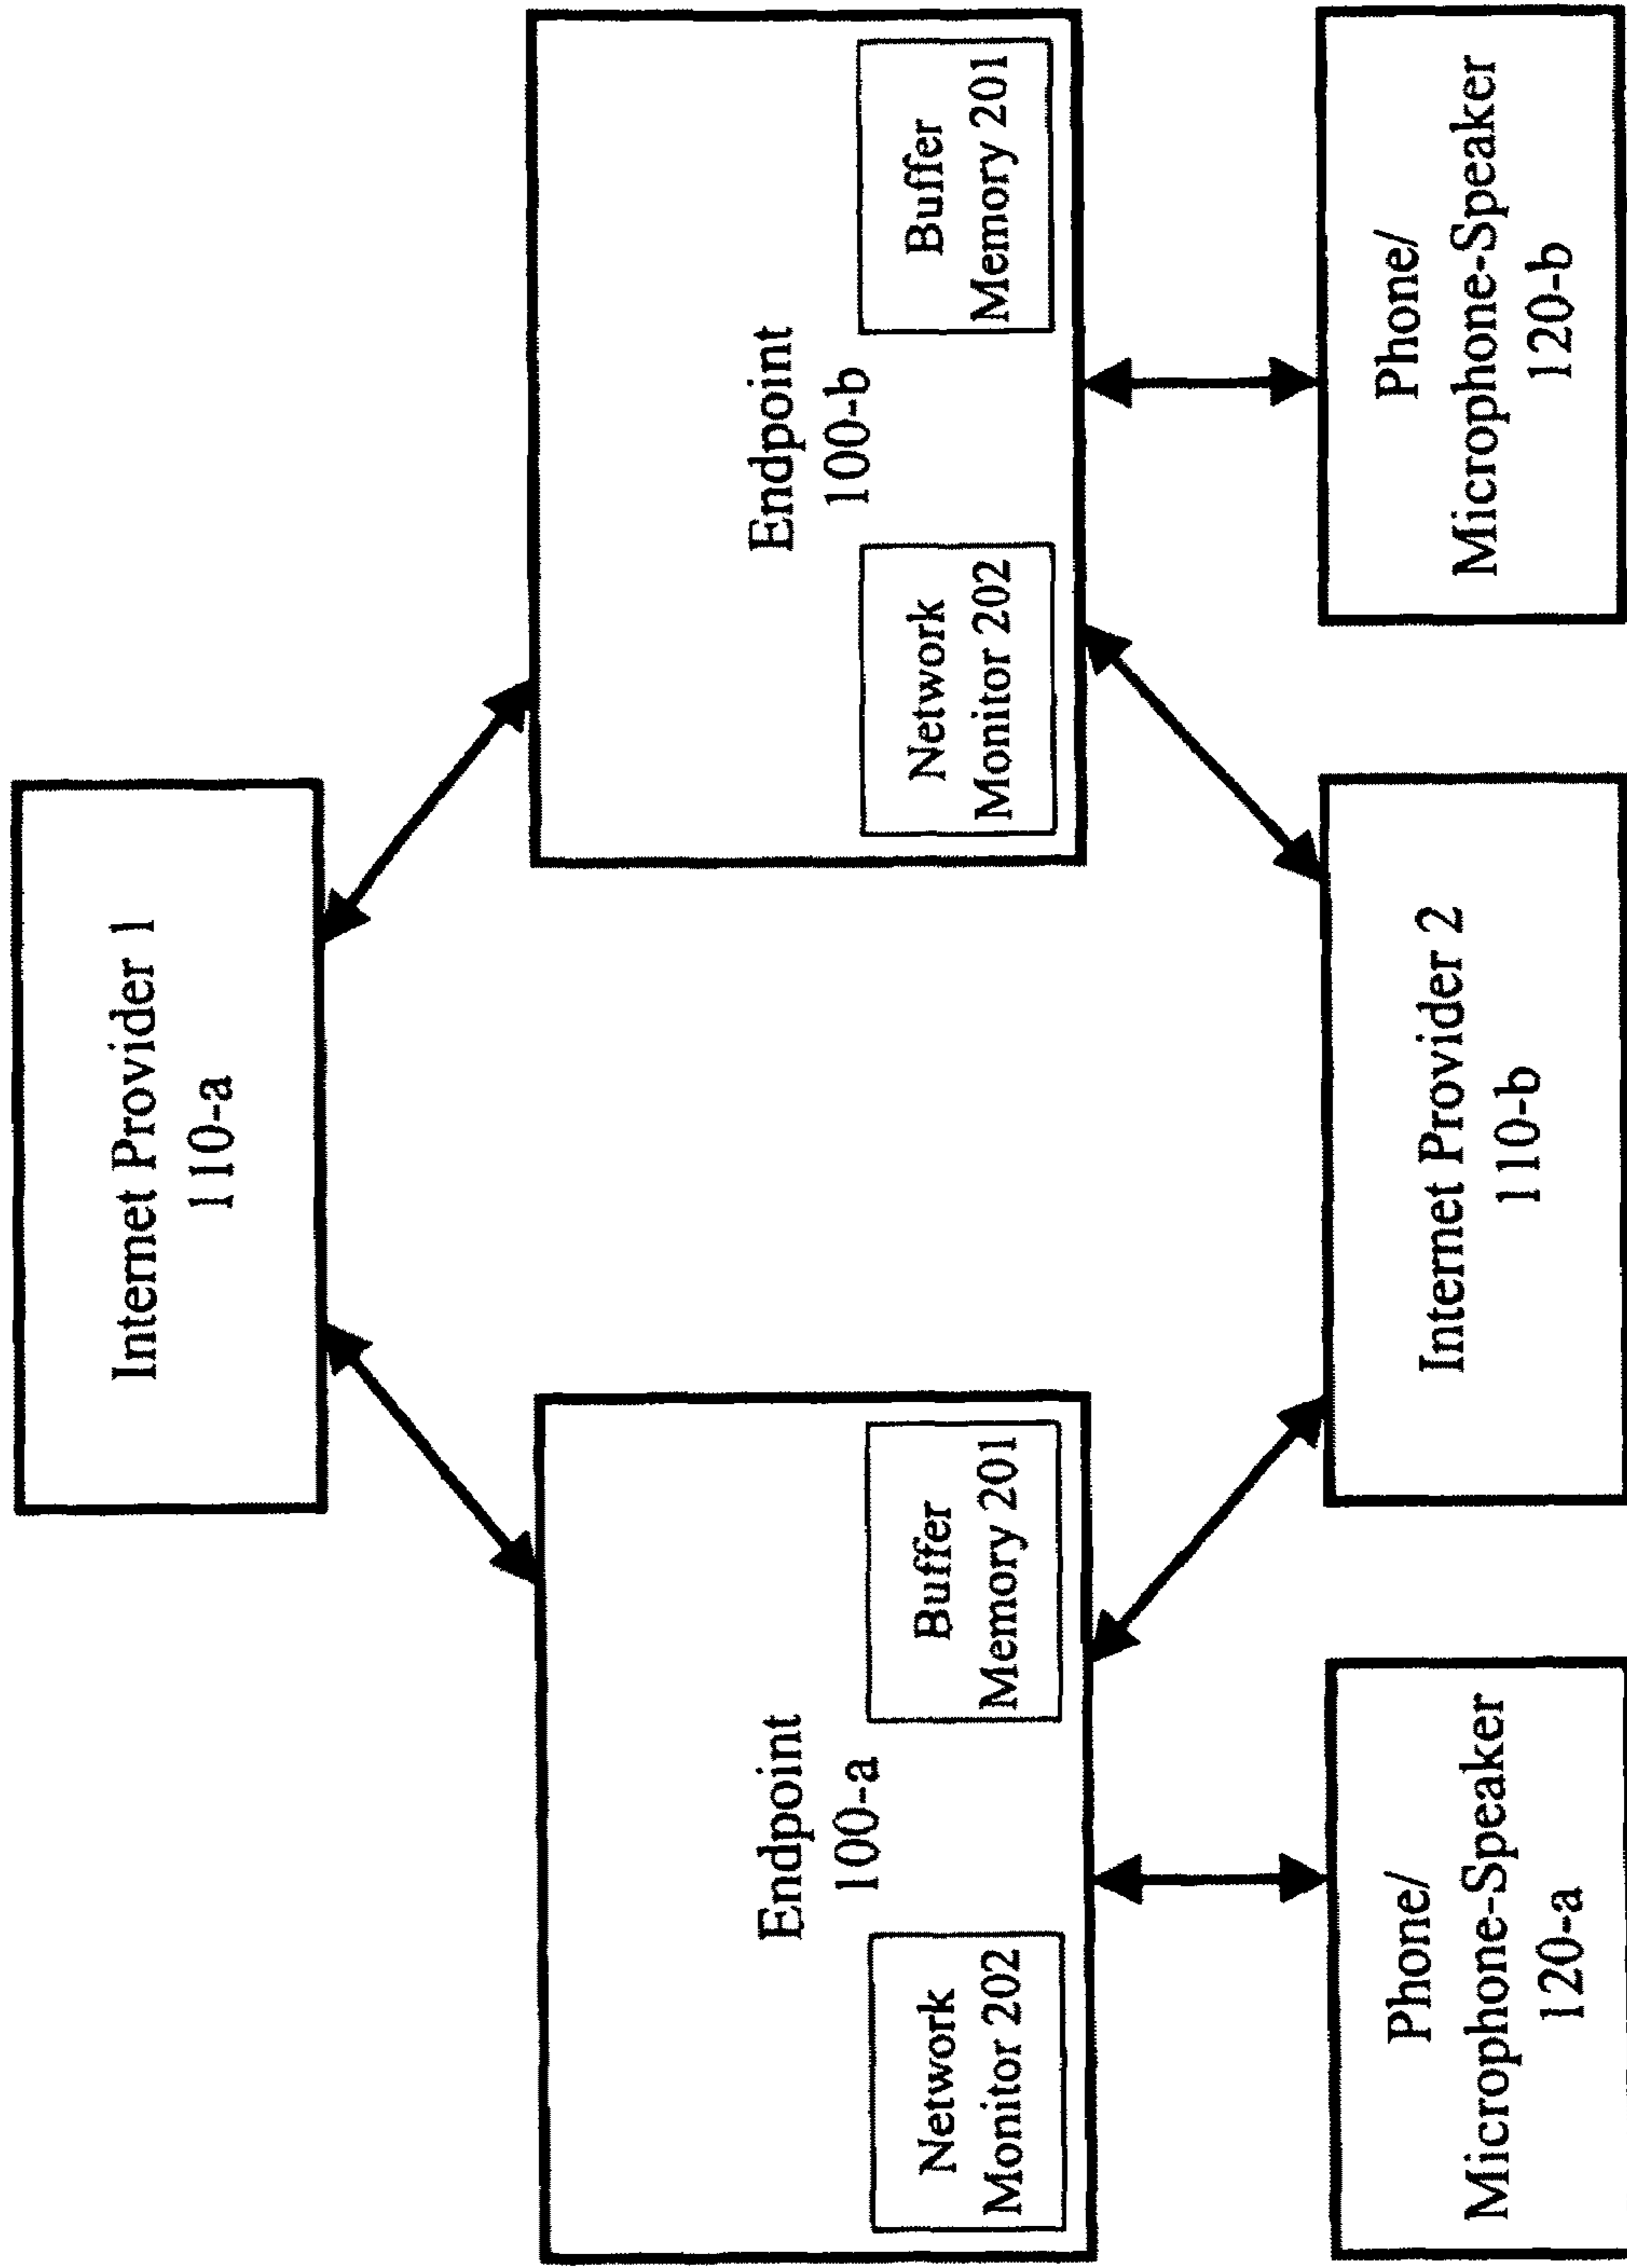 Internet Provider 1
110-a
Endpoint
100-a
Network
Monitor 202
Buffer
Memory 201
Endpoint
100-b
Network
Monitor 202
Buffer
Memory 201
Phone/
Microphone-Speaker
120-a
Internet Provider 2
110-b
Phone/
Microphone-Speaker
120-b